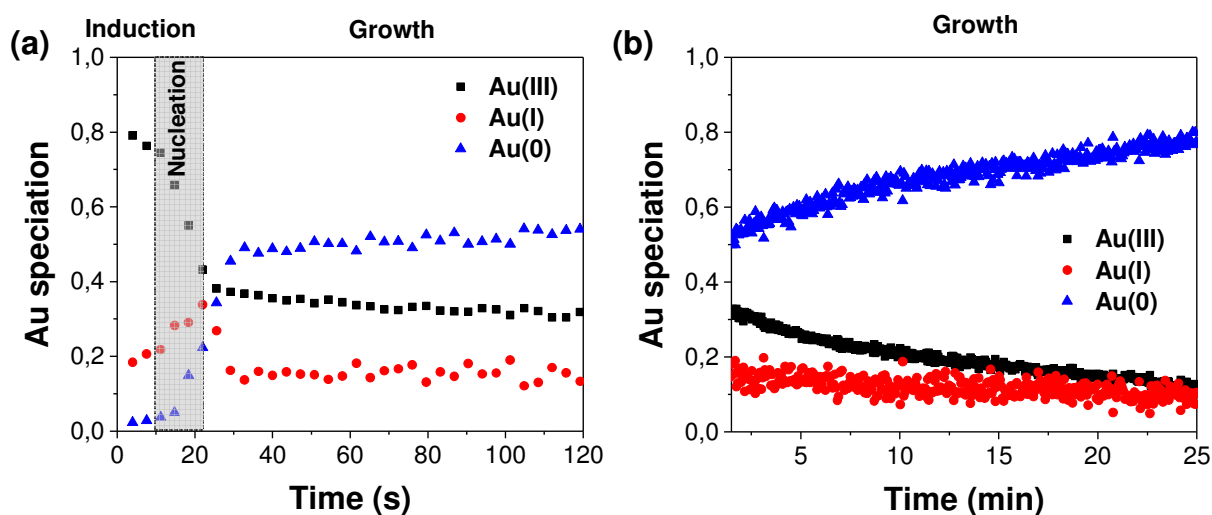 Induction
Growth
(a)
1,0
0,8
0,6
0,4
0,2
0,0
Au speciation
Nucleation
Au(III)
Au(I)
Au(0)
0
20
40
60
80
100
120
Time (s)
Growth
(b)
1,0
0,8
0,6
0,4
0,2
0,0
Au speciation
Au(III)
Au(I)
Au(0)
5
10
15
20
25
Time (min)